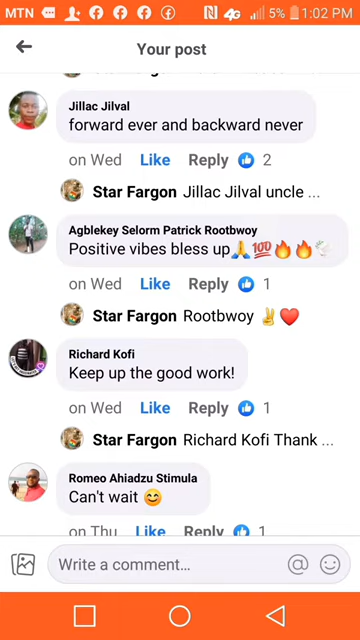 MTN 4G 5% 1:02 PM
Your post
Jillac Jilval
forward ever and backward never
on Wed Like Reply 2
Star Fargon Jillac Jilval uncle ...
Agblekey Selorm Patrick Rootbwoy
Positive vibes bless up🙏💯🔥🔥🕊
on Wed Like Reply 1
Star Fargon Rootbwoy ✌❤
Richard Kofi
Keep up the good work!
on Wed Like Reply 1
Star Fargon Richard Kofi Thank ...
Romeo Ahiadzu Stimula
Can't wait 😊
on Thu Like Reply 1
Write a comment...